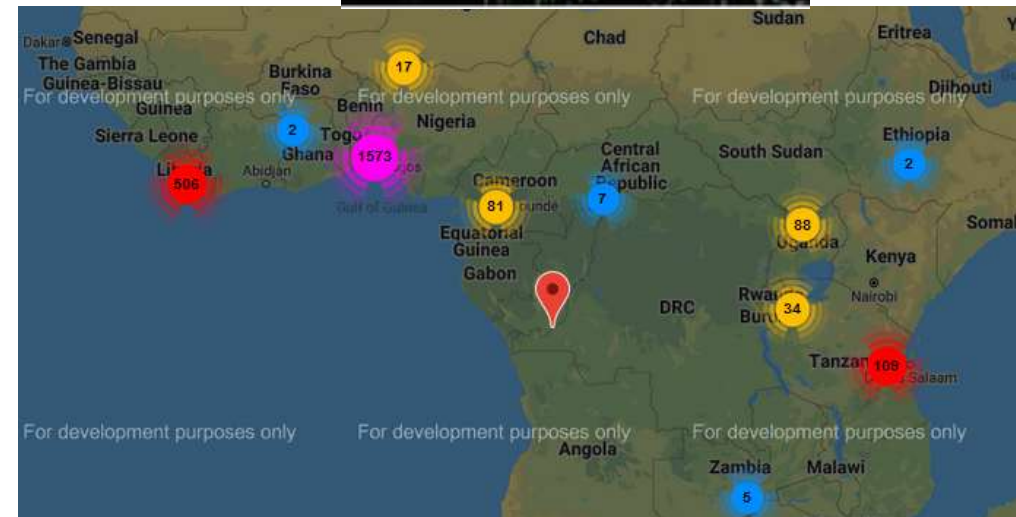 Sudan
Chad
Eritrea
Dakar Senegal
The Gambia
Guinea-Bissau
Burkina
Faso
17
Djibouti
For development purposes only
For development purposes only
For development purposes only
Guinea
Benin
Nigeria
Sierra Leone
2
Togo
Ghana
1573
Central
African
Republic
South Sudan
Ethiopia
2
506
Abidjan
Cameroon
81
7
Gulf of Guinea
Equatorial
Guinea
88
Uganda
Kenya
Gabon
Nairobi
DRC
34
108
Salaam
For development purposes only
For development purposes only
For development purposes only
Angola
Zambia
Malawi
5